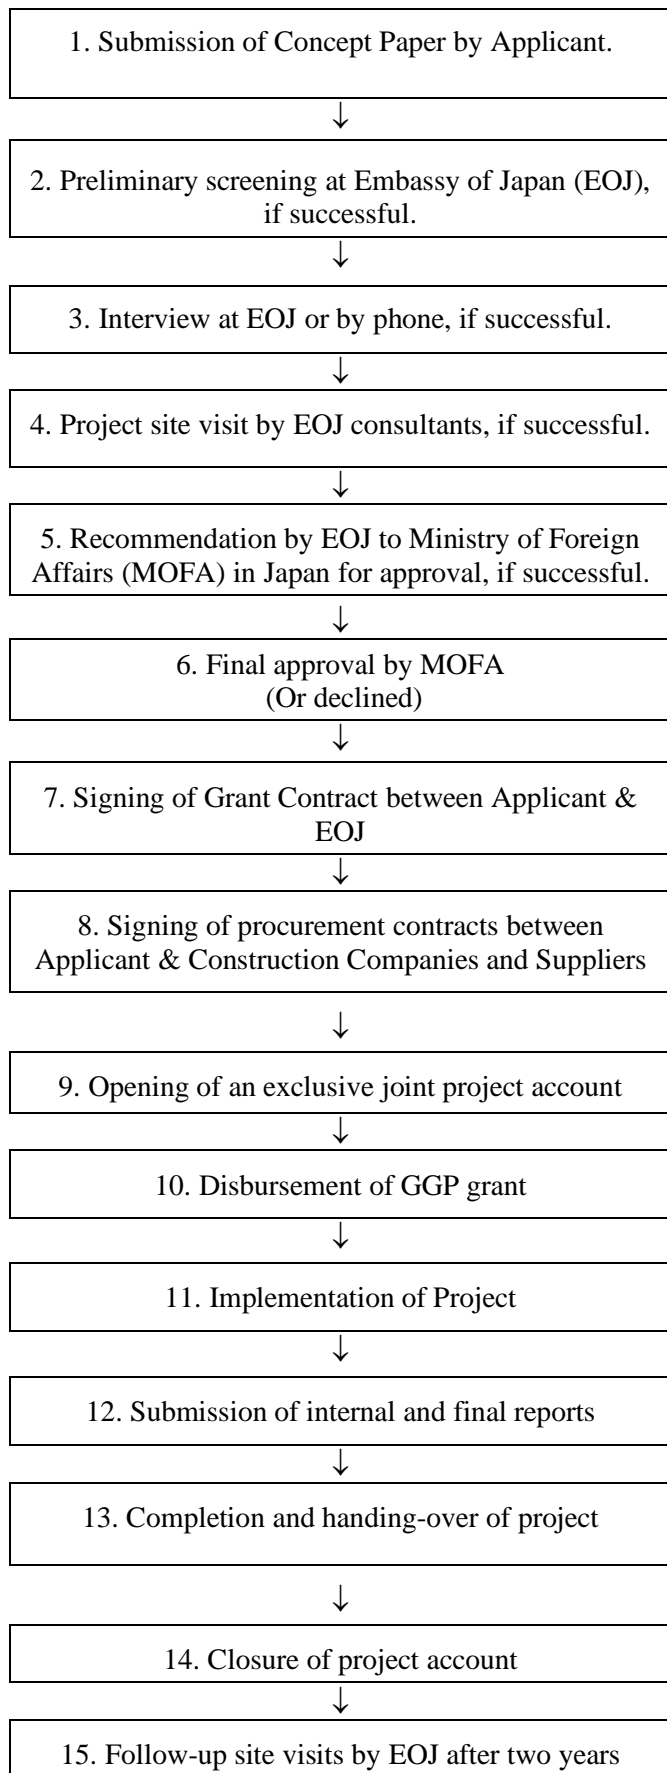 1. Submission of Concept Paper by Applicant.
↓
2. Preliminary screening at Embassy of Japan (EOJ),
if successful.
↓
3. Interview at EOJ or by phone, if successful.
↓
4. Project site visit by EOJ consultants, if successful.
↓
5. Recommendation by EOJ to Ministry of Foreign
Affairs (MOFA) in Japan for approval, if successful.
↓
6. Final approval by MOFA
(Or declined)
↓
7. Signing of Grant Contract between Applicant &
EOJ
↓
8. Signing of procurement contracts between
Applicant & Construction Companies and Suppliers
↓
9. Opening of an exclusive joint project account
↓
10. Disbursement of GGP grant
↓
11. Implementation of Project
↓
12. Submission of internal and final reports
↓
13. Completion and handing-over of project
↓
14. Closure of project account
↓
15. Follow-up site visits by EOJ after two years